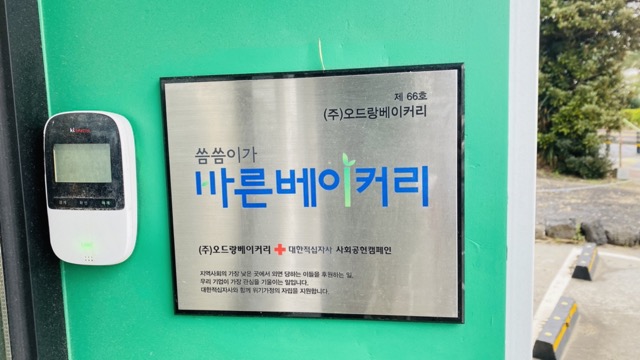 제 66호
(주)오드랑베이커리
씀씀이가
바른베이커리
(주)오드랑베이커리 대한적십자사 사회공헌캠페인
지역사회의 가장 낮은 곳에서 외면 당하는 이들을 후원하는 일,
우리 기업이 가장 관심을 기울이는 일입니다.
대한적십자사와 함께 위기가정의 자립을 지원합니다.